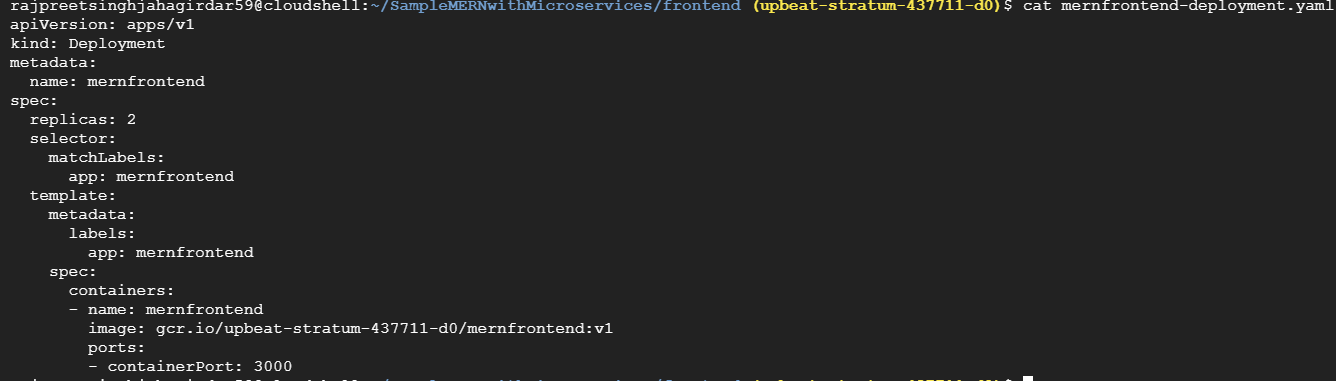 rajpreetsinghjahagirdar59@cloudshell:~/SampleMERNwithMicroservices/frontend (upbeat-stratum-437711-d0)$ cat mernfrontend-deployment.yaml
apiVersion: apps/v1
kind: Deployment
metadata:
  name: mernfrontend
spec:
  replicas: 2
  selector:
    matchLabels:
      app: mernfrontend
  template:
    metadata:
      labels:
        app: mernfrontend
    spec:
      containers:
      - name: mernfrontend
        image: gcr.io/upbeat-stratum-437711-d0/mernfrontend:v1
        ports:
        - containerPort: 3000